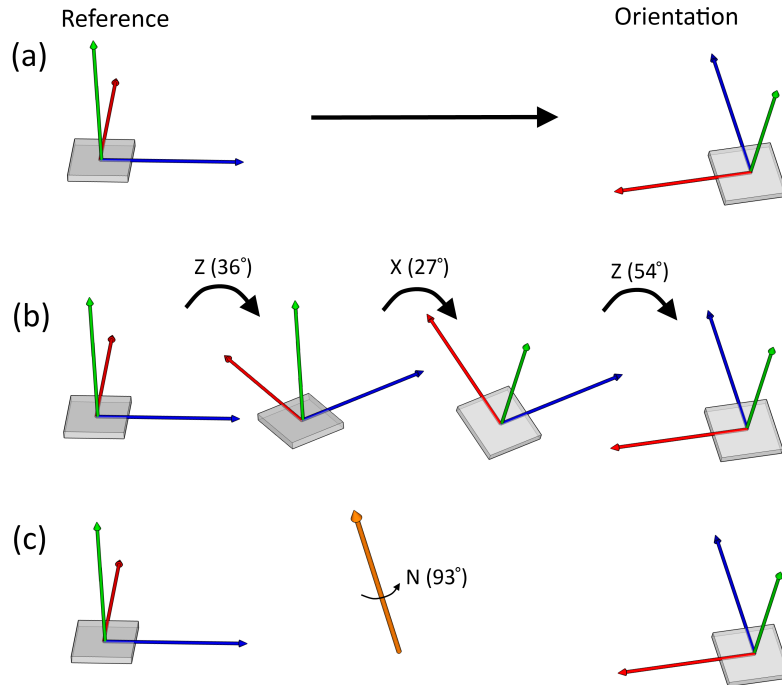 Reference
Orientation
(a)
Z (36°)
X (27°)
Z (54°)
(b)
(c)
N (93°)